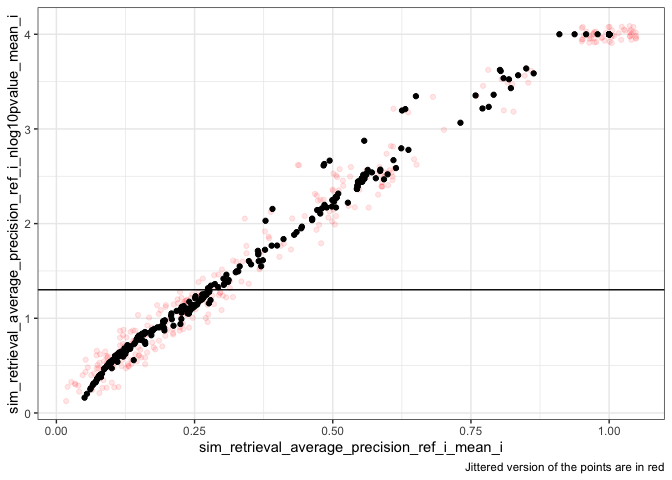 sim_retrieval_average_precision_ref_i_nlog10pvalue_mean_i
4
3
2
1
0
0.00 0.25 0.50 0.75 1.00
sim_retrieval_average_precision_ref_i_mean_i
Jittered version of the points are in red